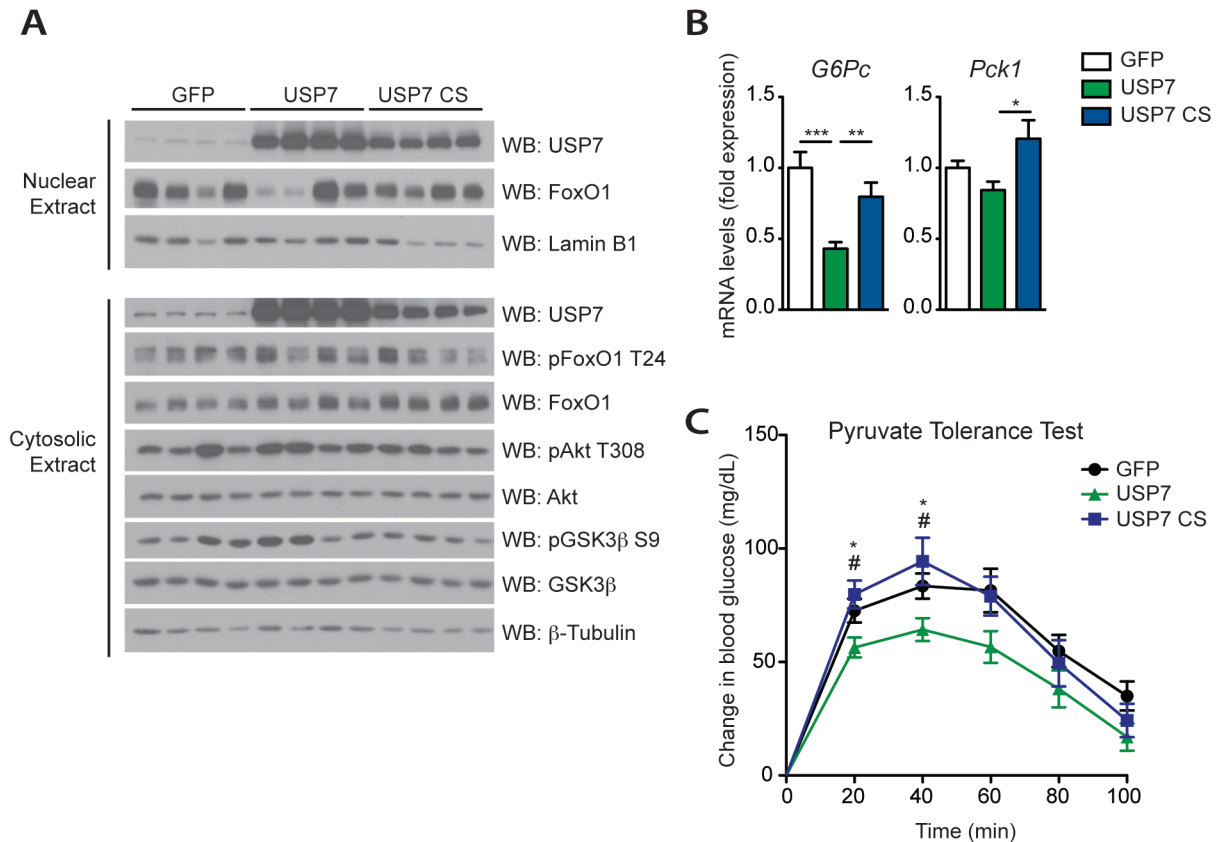 A
GFP USP7 USP7 CS
Nuclear
Extract
WB: USP7
WB: FoxO1
WB: Lamin B1
Cytosolic
Extract
WB: USP7
WB: pFoxO1 T24
WB: FoxO1
WB: pAkt T308
WB: Akt
WB: pGSK3β S9
WB: GSK3β
WB: β-Tubulin
B
mRNA levels (fold expression)
G6Pc
1.5
1.0
0.5
0.0
*** **
Pck1
1.5
1.0
0.5
0.0
*
GFP
USP7
USP7 CS
C
Pyruvate Tolerance Test
Change in blood glucose (mg/dL)
150
100
50
0
*
#
*
#
GFP
USP7
USP7 CS
0 20 40 60 80 100
Time (min)